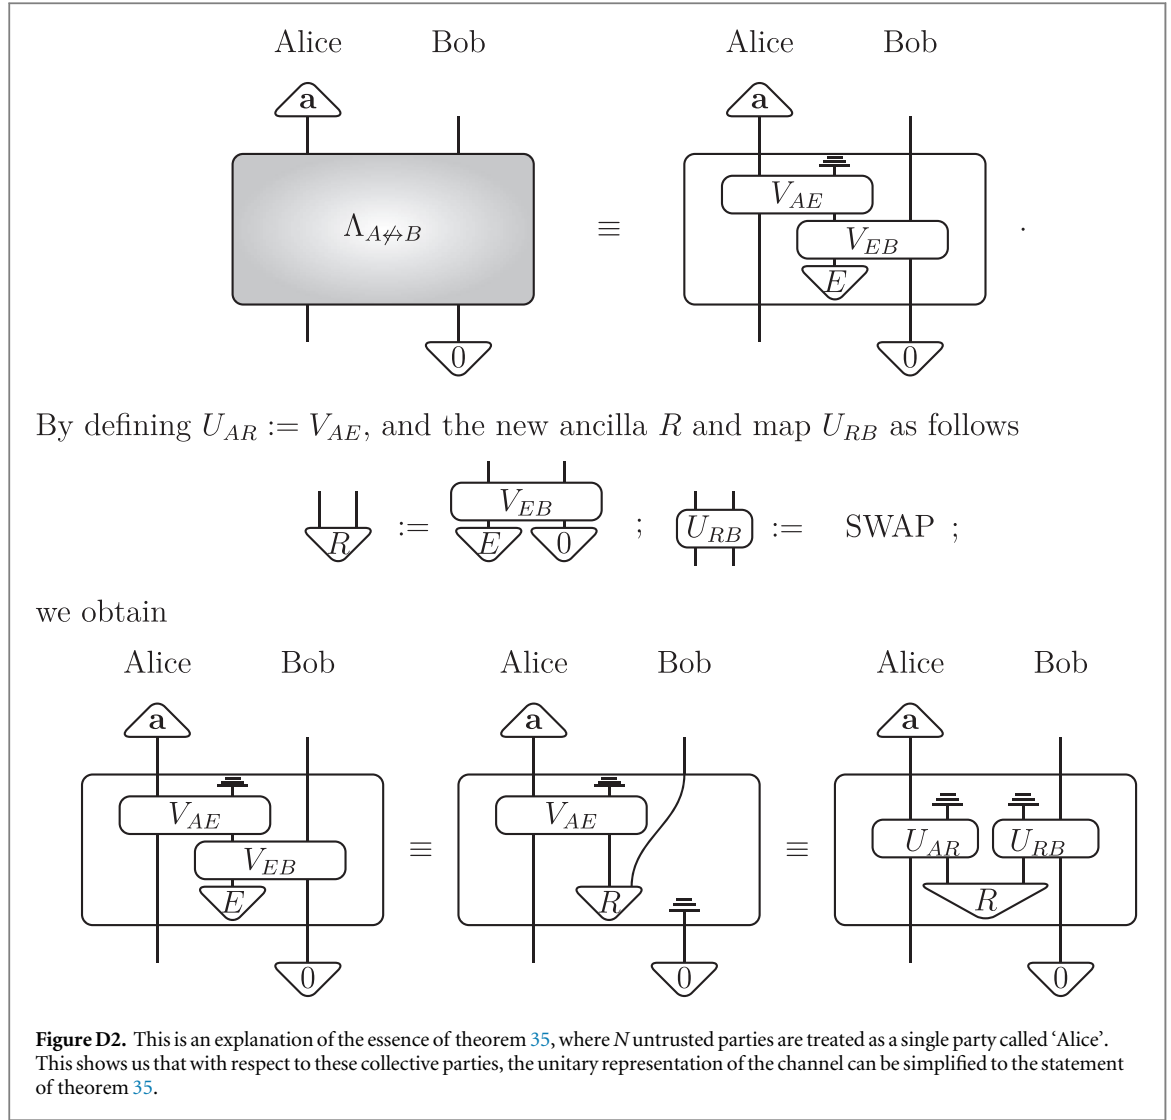 Alice Bob Alice Bob
a a
Λ_{A↮B} ≡ V_{AE} .
V_{EB}
E
0 0
By defining U_{AR} := V_{AE}, and the new ancilla R and map U_{RB} as follows
R := V_{EB} E 0 ; U_{RB} := SWAP ;
we obtain
Alice Bob Alice Bob Alice Bob
a a a
V_{AE} V_{AE} U_{AR} U_{RB}
V_{EB} ≡ ≡
E R R
0 0 0
Figure D2. This is an explanation of the essence of theorem 35, where N untrusted parties are treated as a single party called ‘Alice’.
This shows us that with respect to these collective parties, the unitary representation of the channel can be simplified to the statement
of theorem 35.